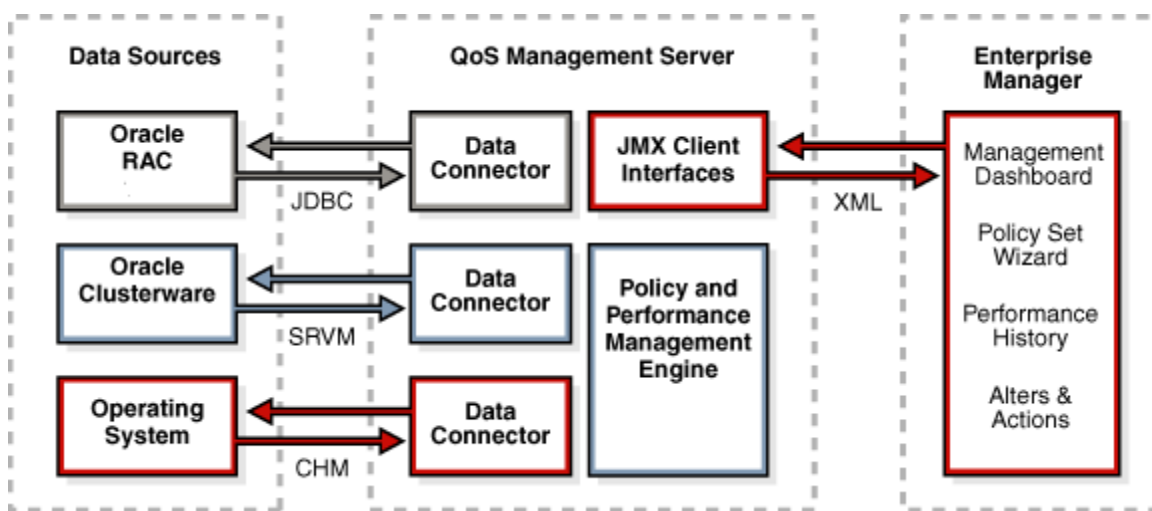 Data Sources
QoS Management Server
Enterprise
Manager
Oracle
RAC
JDBC
Data
Connector
JMX Client
Interfaces
XML
Management
Dashboard
Policy Set
Wizard
Performance
History
Alters &
Actions
Oracle
Clusterware
SRVM
Data
Connector
Policy and
Performance
Management
Engine
Operating
System
CHM
Data
Connector